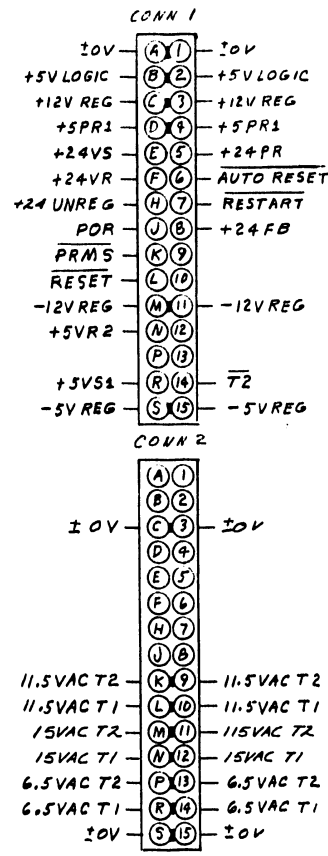 CONN 1
±0V A 1 ±0V
+5V LOGIC B 2 +5V LOGIC
+12V REG C 3 +12V REG
+5PR1 D 4 +5PR1
+24VS E 5 +24PR
+24VR F 6 AUTO RESET
+24 UNREG H 7 RESTART
POR J 8 +24FB
PRMS K 9
RESET L 10
-12V REG M 11 -12V REG
+5VR2 N 12
P 13
+5VS1 R 14 T2
-5V REG S 15 -5V REG
CONN 2
A 1
B 2
± 0V C 3 ±0V
D 4
E 5
F 6
H 7
J 8
11.5VAC T2 K 9 11.5VAC T2
11.5VAC T1 L 10 11.5VAC T1
15VAC T2 M 11 115VAC T2
15VAC T1 N 12 15VAC T1
6.5VAC T2 P 13 6.5VAC T2
6.5VAC T1 R 14 6.5VAC T1
±0V S 15 ±0V